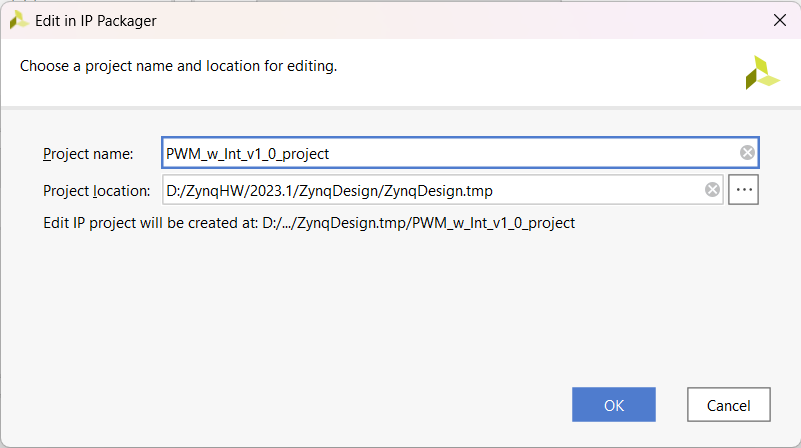 Edit in IP Packager
Choose a project name and location for editing.
Project name: PWM_w_Int_v1_0_project
Project location: D:/ZynqHW/2023.1/ZynqDesign/ZynqDesign.tmp ...
Edit IP project will be created at: D:/.../ZynqDesign.tmp/PWM_w_Int_v1_0_project
OK Cancel